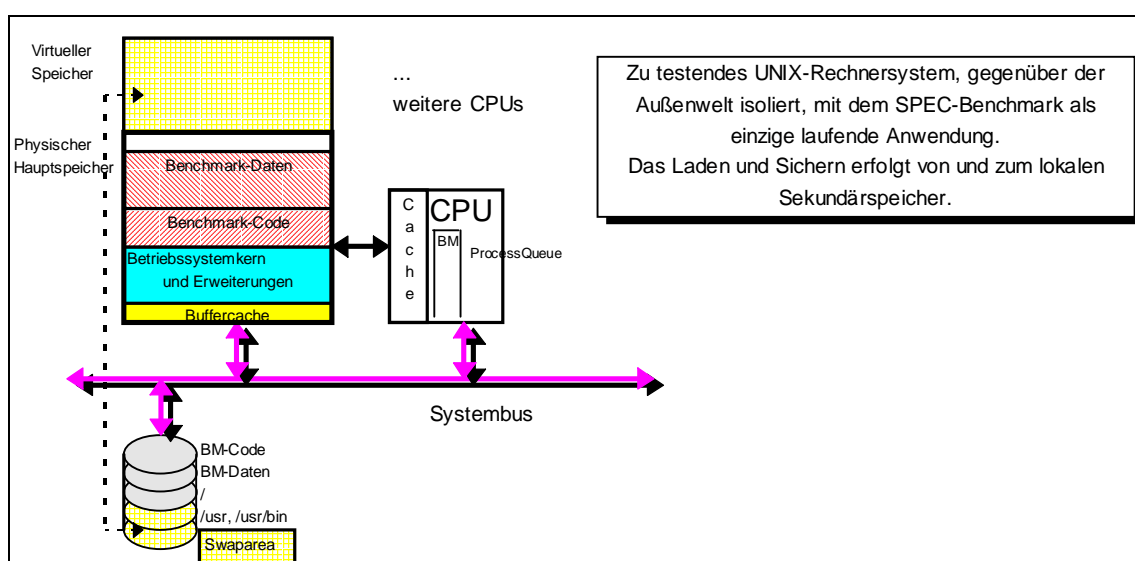 Virtueller
Speicher
...
weitere CPUs
Zu testendes UNIX-Rechnersystem, gegenüber der
Außenwelt isoliert, mit dem SPEC-Benchmark als
einzige laufende Anwendung.
Das Laden und Sichern erfolgt von und zum lokalen
Sekundärspeicher.
Physischer
Hauptspeicher
Benchmark-Daten
Benchmark-Code
Betriebssystemkern
und Erweiterungen
Buffercache
Cache
CPU
BM
ProcessQueue
Systembus
BM-Code
BM-Daten
/
/usr, /usr/bin
Swaparea